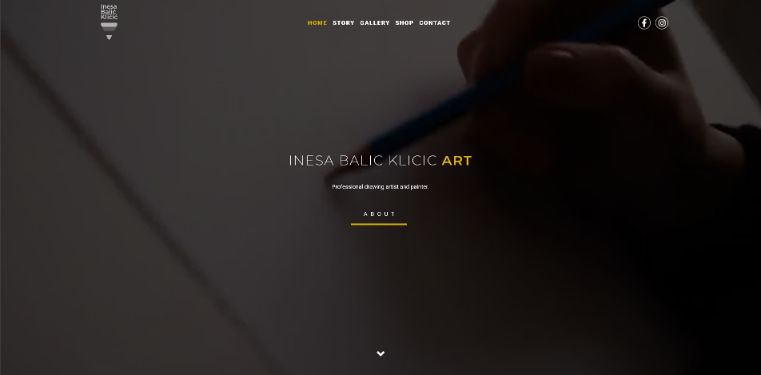 Inesa
Balic
Klicic
HOME STORY GALLERY SHOP CONTACT
INESA BALIC KLICIC ART
Professional drawing artist and painter.
ABOUT